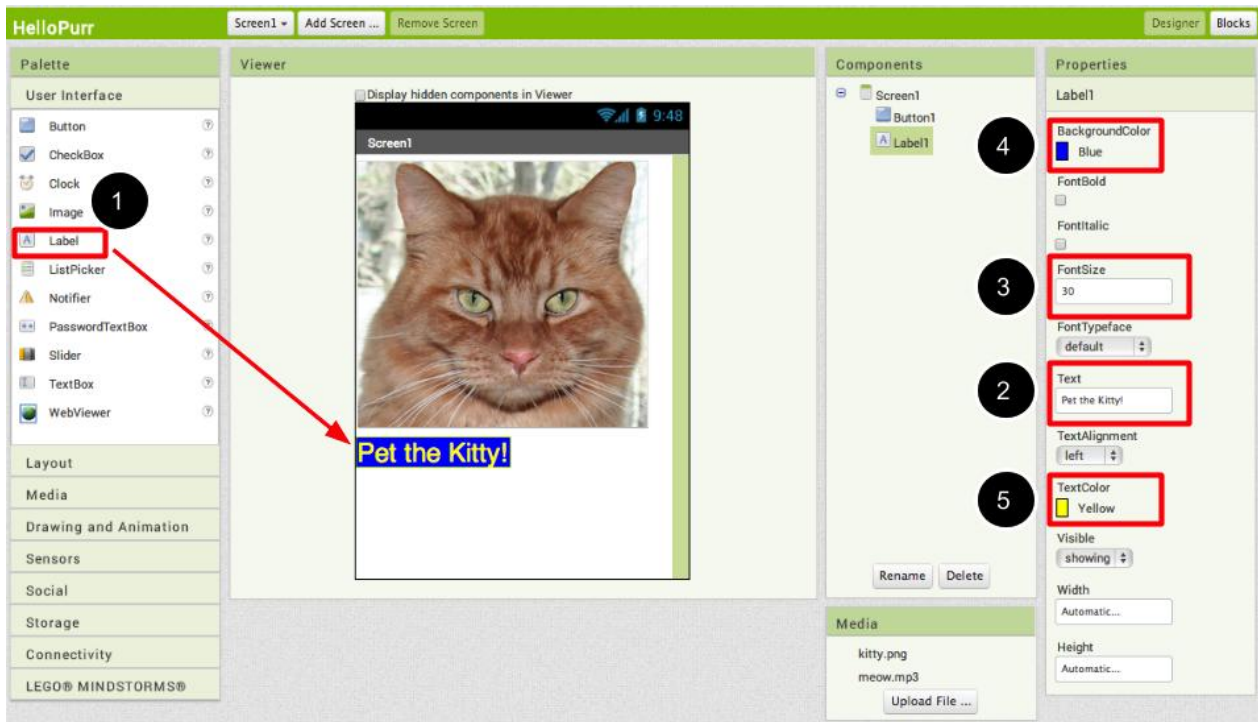 HelloPurr
Screen1
Add Screen ...
Remove Screen
Designer
Blocks
Palette
User Interface
Button
CheckBox
Clock
Image
Label
ListPicker
Notifier
PasswordTextBox
Slider
TextBox
WebViewer
Layout
Media
Drawing and Animation
Sensors
Social
Storage
Connectivity
LEGO® MINDSTORMS®
1
Viewer
Display hidden components in Viewer
9:48
Screen1
Pet the Kitty!
Components
Screen1
Button1
Label1
Rename
Delete
Media
kitty.png
meow.mp3
Upload File ...
Properties
Label1
4
BackgroundColor
Blue
FontBold
FontItalic
3
FontSize
30
FontTypeface
default
2
Text
Pet the Kitty!
TextAlignment
left
5
TextColor
Yellow
Visible
showing
Width
Automatic...
Height
Automatic...